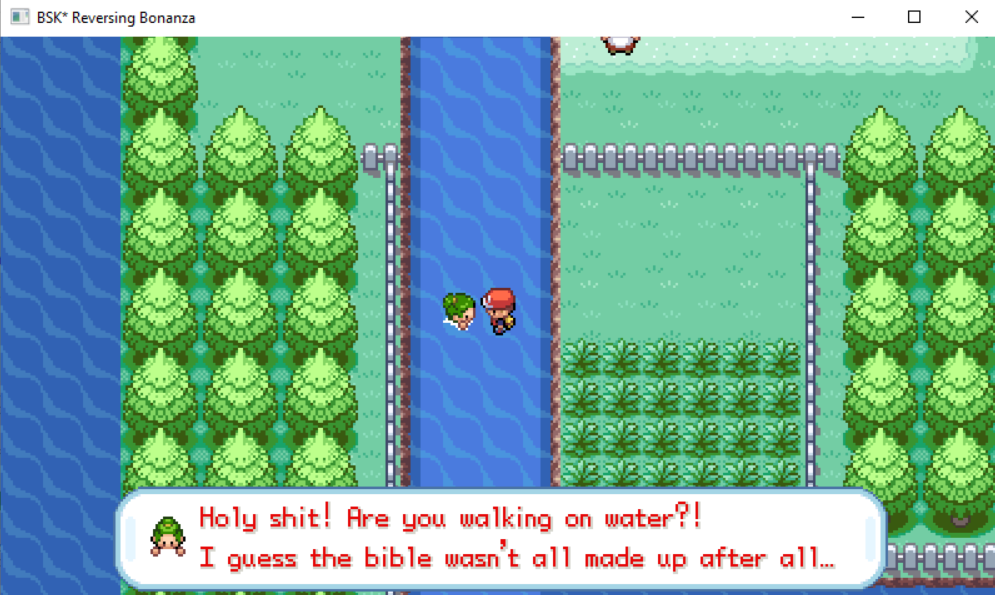 BSK* Reversing Bonanza
Holy shit! Are you walking on water?!
I guess the bible wasn't all made up after all...